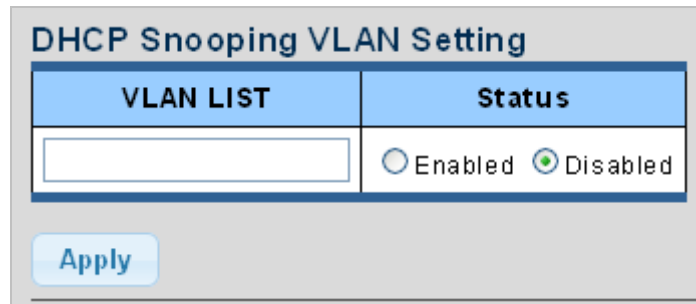 DHCP Snooping VLAN Setting
VLAN LIST Status
Enabled Disabled
Apply